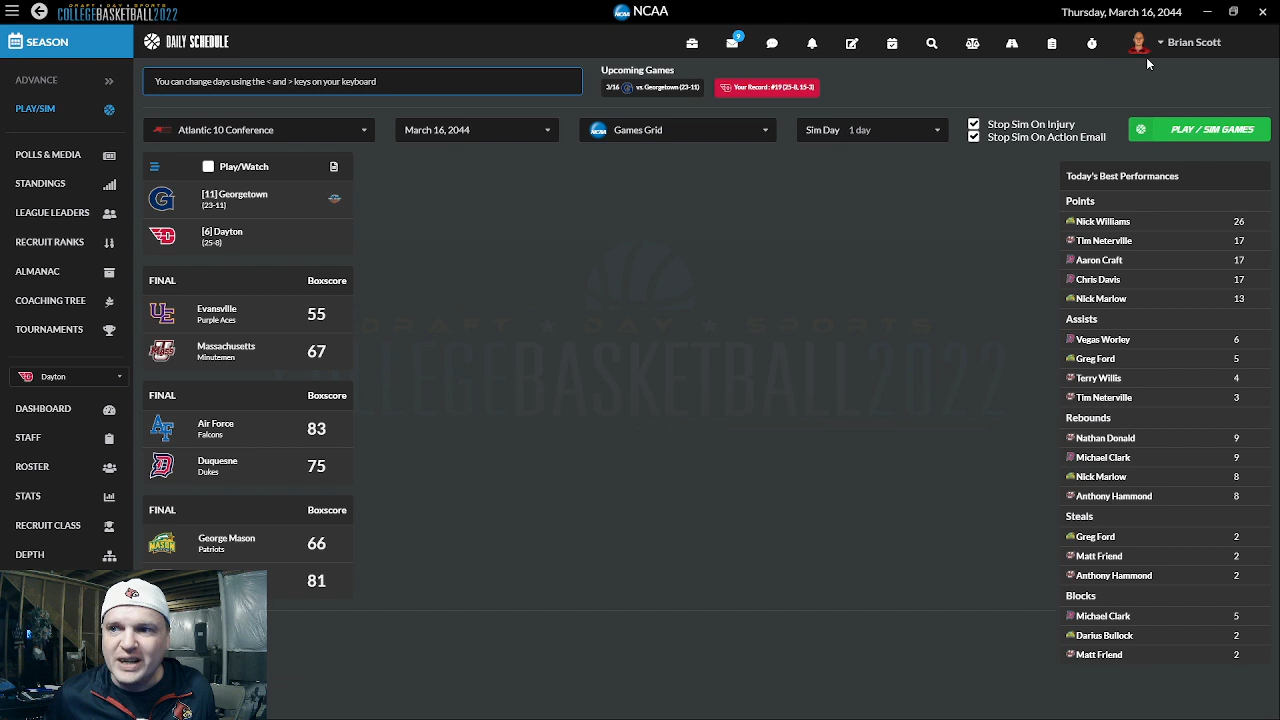 DRAFT DAY SPORTS
COLLEGEBASKETBALL2022
NCAA
Thursday, March 16, 2044
SEASON
DAILY SCHEDULE
9
Brian Scott
ADVANCE
PLAY/SIM
POLLS & MEDIA
STANDINGS
LEAGUE LEADERS
RECRUIT RANKS
ALMANAC
COACHING TREE
TOURNAMENTS
Dayton
DASHBOARD
STAFF
ROSTER
STATS
RECRUIT CLASS
DEPTH
You can change days using the < and > keys on your keyboard
Upcoming Games
3/16 vs. Georgetown (23-11)
Your Record : #19 (25-8, 15-3)
Atlantic 10 Conference
March 16, 2044
Games Grid
Sim Day 1 day
Stop Sim On Injury
Stop Sim On Action Email
PLAY / SIM GAMES
Play/Watch
[11] Georgetown
(23-11)
[6] Dayton
(25-8)
FINAL Boxscore
Evansville
Purple Aces
55
Massachusetts
Minutemen
67
FINAL Boxscore
Air Force
Falcons
83
Duquesne
Dukes
75
FINAL Boxscore
George Mason
Patriots
66
81
DRAFT DAY SPORTS
COLLEGEBASKETBALL2022
Today's Best Performances
Points
Nick Williams 26
Tim Neterville 17
Aaron Craft 17
Chris Davis 17
Nick Marlow 13
Assists
Vegas Worley 6
Greg Ford 5
Terry Willis 4
Tim Neterville 3
Rebounds
Nathan Donald 9
Michael Clark 9
Nick Marlow 8
Anthony Hammond 8
Steals
Greg Ford 2
Matt Friend 2
Anthony Hammond 2
Blocks
Michael Clark 5
Darius Bullock 2
Matt Friend 2